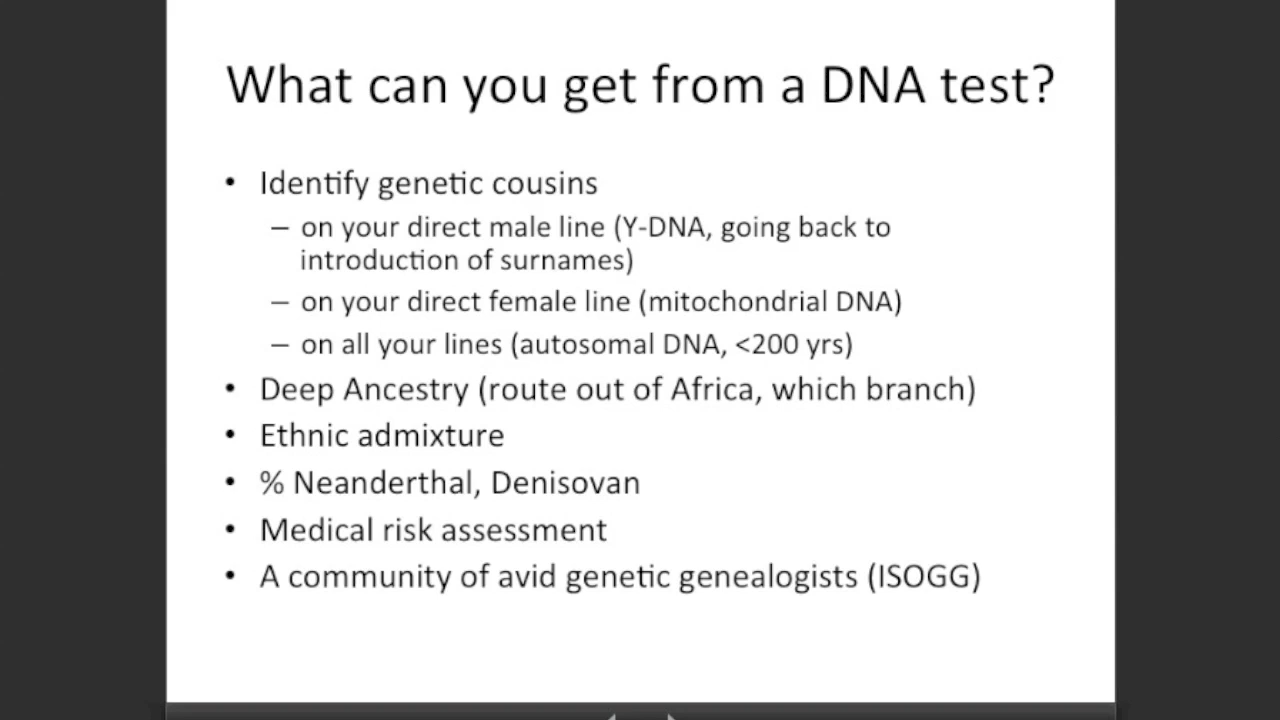 What can you get from a DNA test?
• Identify genetic cousins
– on your direct male line (Y-DNA, going back to
introduction of surnames)
– on your direct female line (mitochondrial DNA)
– on all your lines (autosomal DNA, <200 yrs)
• Deep Ancestry (route out of Africa, which branch)
• Ethnic admixture
• % Neanderthal, Denisovan
• Medical risk assessment
• A community of avid genetic genealogists (ISOGG)